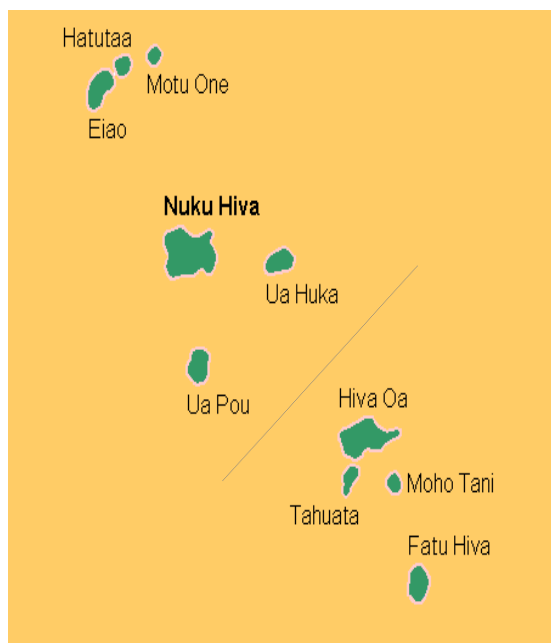 Hatutaa
Motu One
Eiao
Nuku Hiva
Ua Huka
Ua Pou
Hiva Oa
Moho Tani
Tahuata
Fatu Hiva